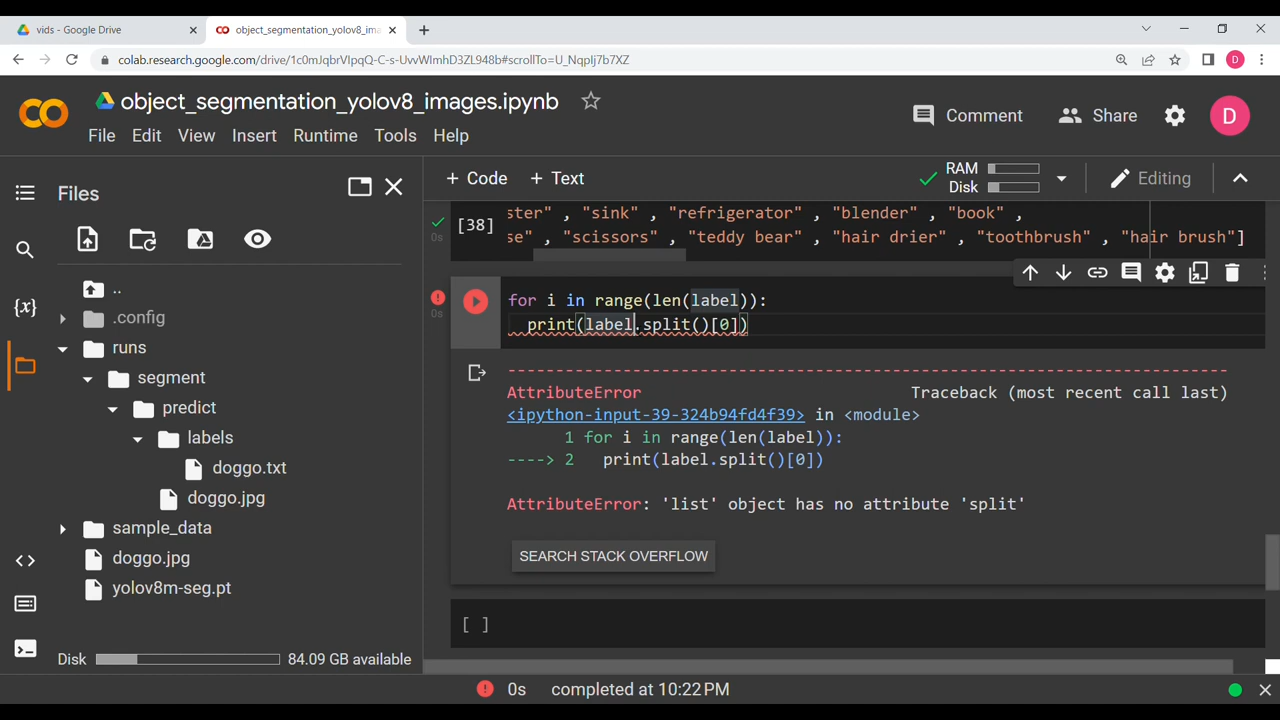 vids - Google Drive
object_segmentation_yolov8_ima
colab.research.google.com/drive/1c0mJqbrVIpqQ-C-s-UvvWImhD3ZL948b#scrollTo=U_NqpIj7b7XZ
D
object_segmentation_yolov8_images.ipynb
File Edit View Insert Runtime Tools Help
Comment Share D
Files
+ Code + Text
RAM
Disk
Editing
[38]
0s
ster" , "sink" , "refrigerator" , "blender" , "book" ,
se" , "scissors" , "teddy bear" , "hair drier" , "toothbrush" , "hair brush"]
..
.config
runs
segment
predict
labels
doggo.txt
doggo.jpg
sample_data
doggo.jpg
yolov8m-seg.pt
Disk 84.09 GB available
0s
for i in range(len(label)):
print(label.split()[0])
---------------------------------------------------------------------------
AttributeError Traceback (most recent call last)
<ipython-input-39-324b94fd4f39> in <module>
1 for i in range(len(label)):
----> 2 print(label.split()[0])
AttributeError: 'list' object has no attribute 'split'
SEARCH STACK OVERFLOW
[ ]
0s completed at 10:22 PM